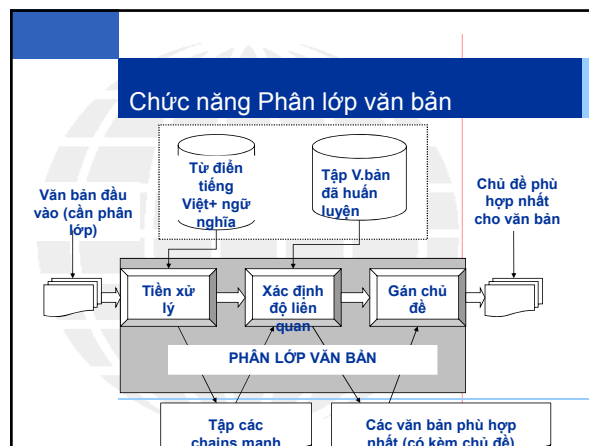 Chức năng Phân lớp văn bản
Từ điển
tiếng
Việt+ ngữ
nghĩa
Tập V.bản
đã huấn
luyện
Văn bản đầu
vào (cần phân
lớp)
Chủ đề phù
hợp nhất
cho văn bản
Tiền xử
lý
Xác định
độ liên
quan
Gán chủ
đề
PHÂN LỚP VĂN BẢN
Tập các
chains mạnh
Các văn bản phù hợp
nhất (có kèm chủ đề)